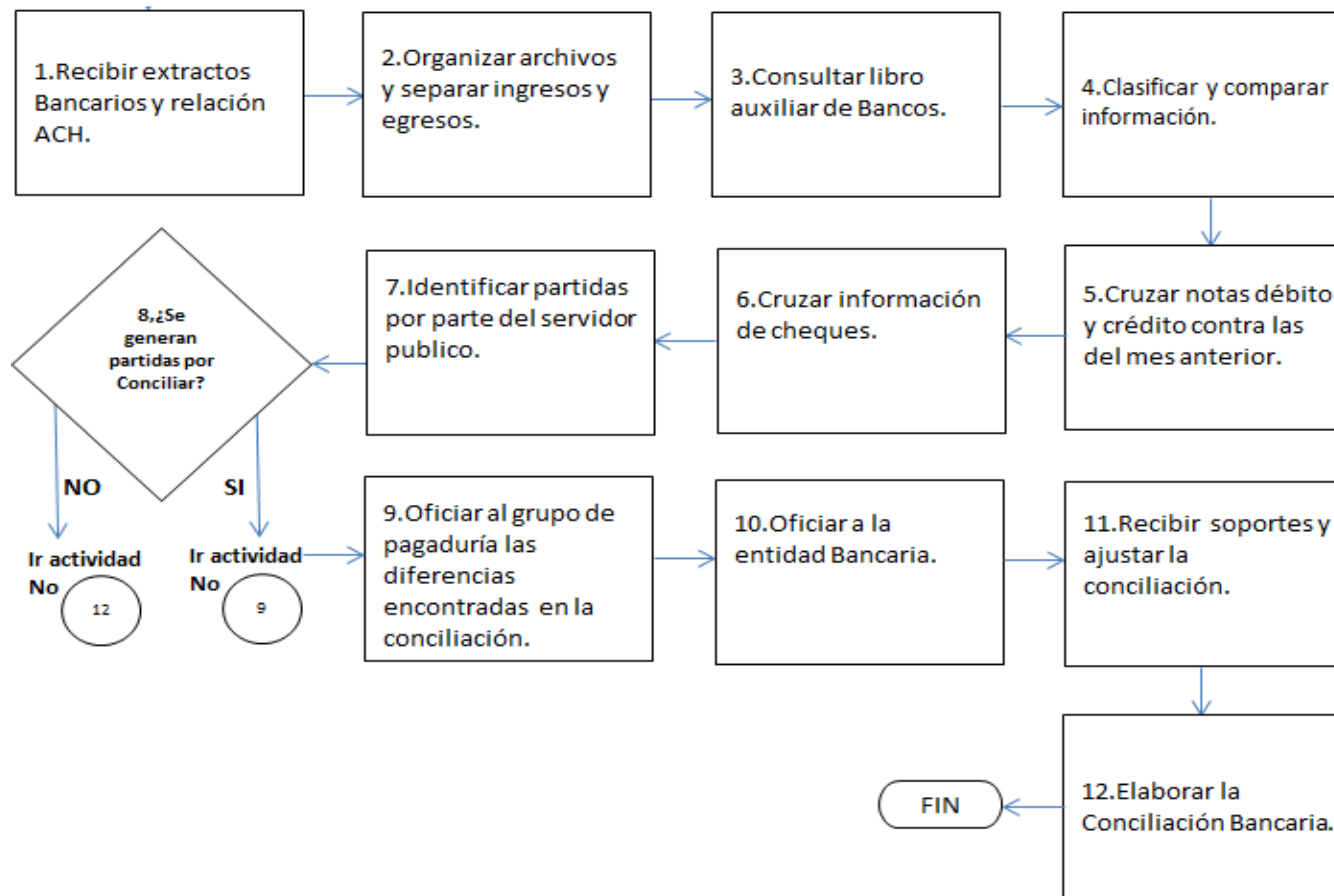 1.Recibir extractos
Bancarios y relación
ACH.
2.Organizar archivos
y separar ingresos y
egresos.
3.Consultar libro
auxiliar de Bancos.
4.Clasificar y comparar
información.
5.Cruzar notas débito
y crédito contra las
del mes anterior.
6.Cruzar información
de cheques.
7.Identificar partidas
por parte del servidor
publico.
8,¿Se
generan
partidas por
Conciliar?
NO
SI
Ir actividad
No
12
Ir actividad
No
9
9.Oficiar al grupo de
pagaduría las
diferencias
encontradas en la
conciliación.
10.Oficiar a la
entidad Bancaria.
11.Recibir soportes y
ajustar la
conciliación.
12.Elaborar la
Conciliación Bancaria.
FIN